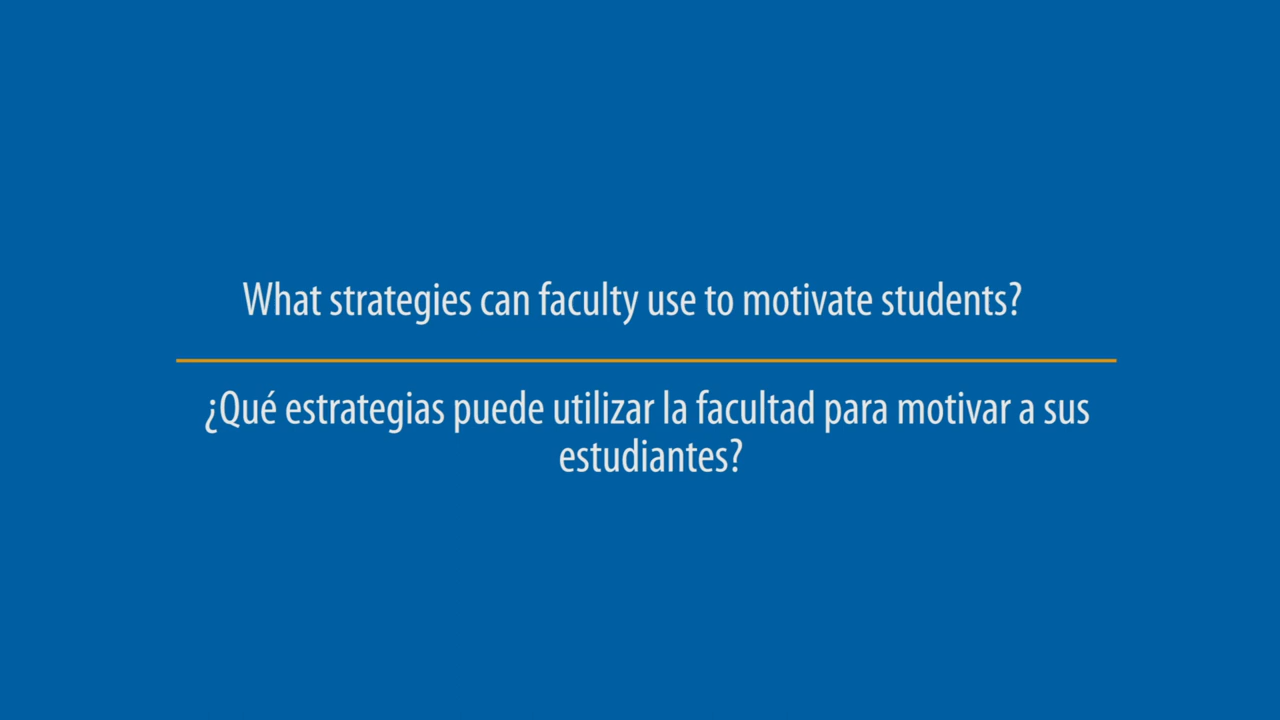 What strategies can faculty use to motivate students?
¿Qué estrategias puede utilizar la facultad para motivar a sus
estudiantes?